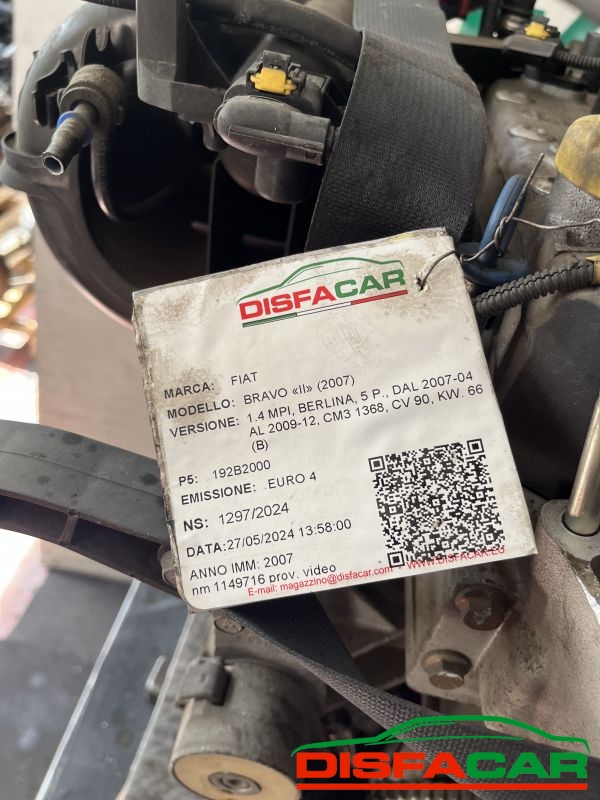 DISFACAR
MARCA: FIAT
MODELLO: BRAVO «II» (2007)
VERSIONE: 1.4 MPI, BERLINA, 5 P., DAL 2007-04
AL 2009-12, CM3 1368, CV 90, KW. 66
(B)
P5: 192B2000
EMISSIONE: EURO 4
NS: 1297/2024
DATA: 27/05/2024 13:58:00
ANNO IMM: 2007
nm 1149716 prov. video
E-mail: magazzino@disfacar.com - WWW.DISFACAR.EU
DISFACAR